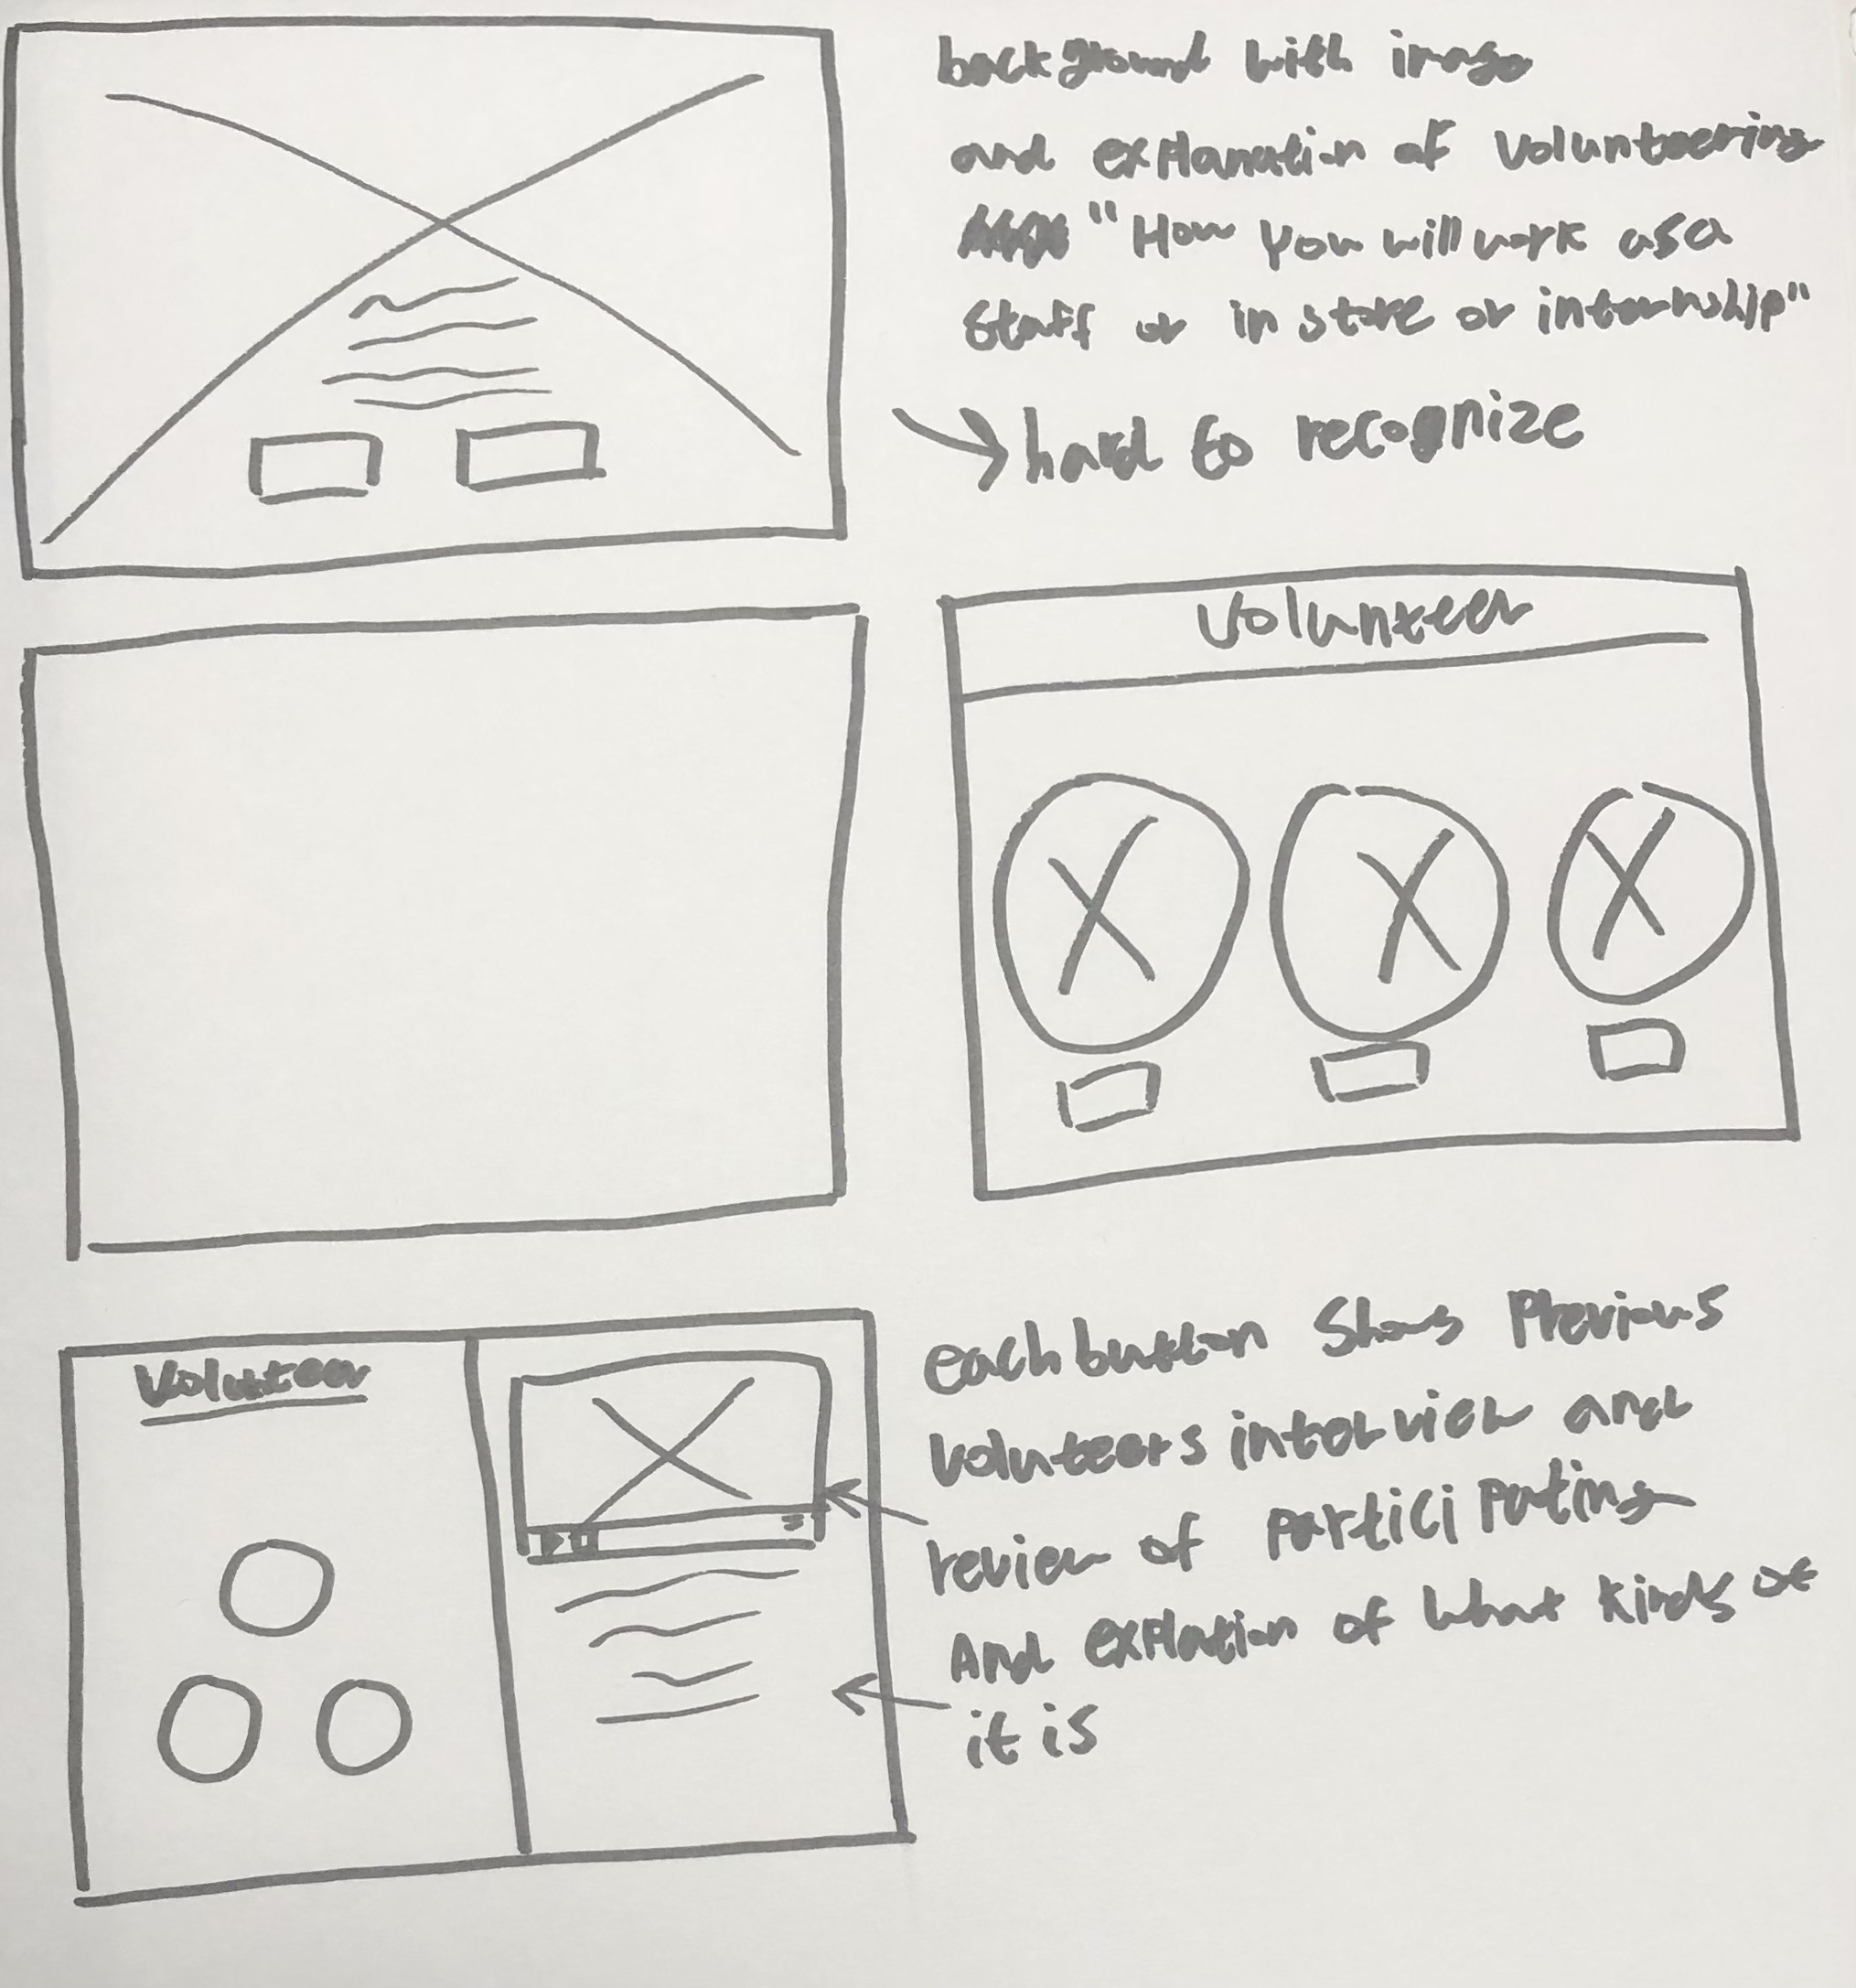 background with image
and explanation of volunteering
"How you will work as a
staff or in store or internship"
hard to recognize
Volunteer
Volunteer
each button shows previous
volunteers interview and
review of participating
And explation of what kinds of
it is